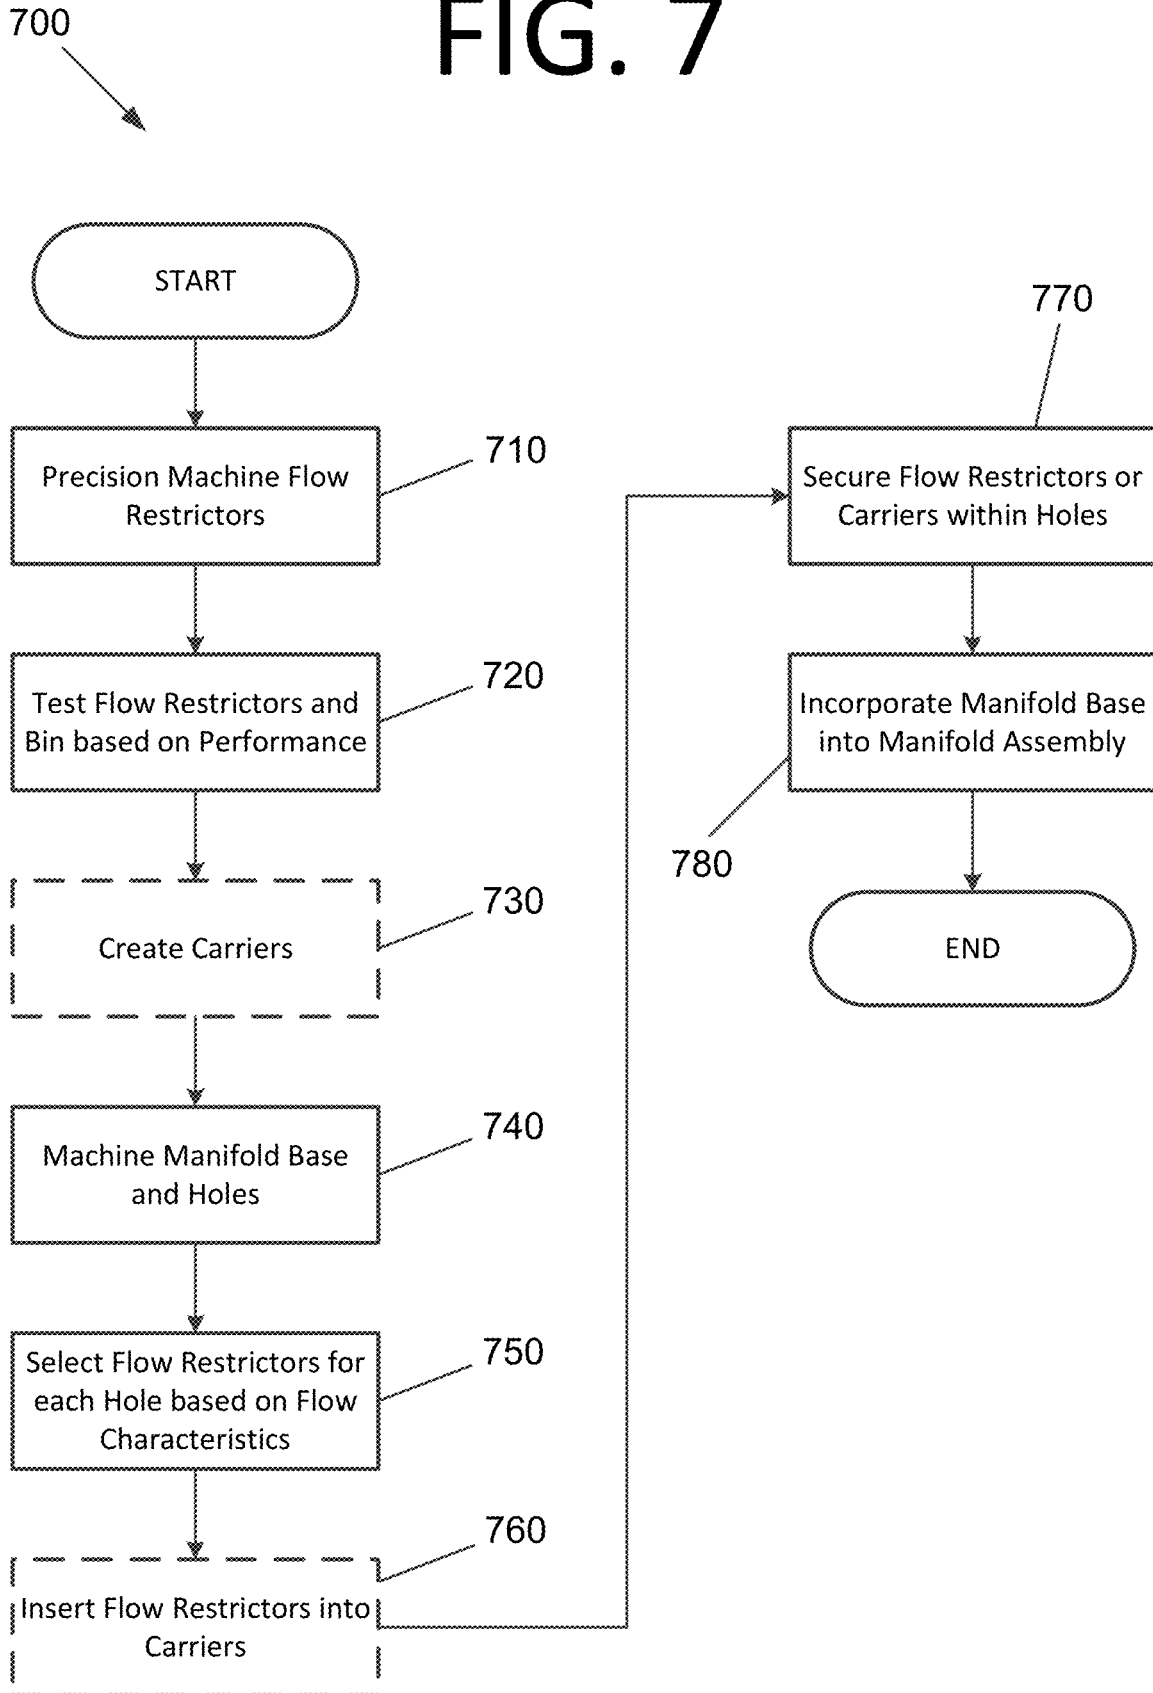 700
FIG. 7
START
Precision Machine Flow
Restrictors
710
Test Flow Restrictors and
Bin based on Performance
720
Create Carriers
730
Machine Manifold Base
and Holes
740
Select Flow Restrictors for
each Hole based on Flow
Characteristics
750
Insert Flow Restrictors into
Carriers
760
770
Secure Flow Restrictors or
Carriers within Holes
Incorporate Manifold Base
into Manifold Assembly
780
END